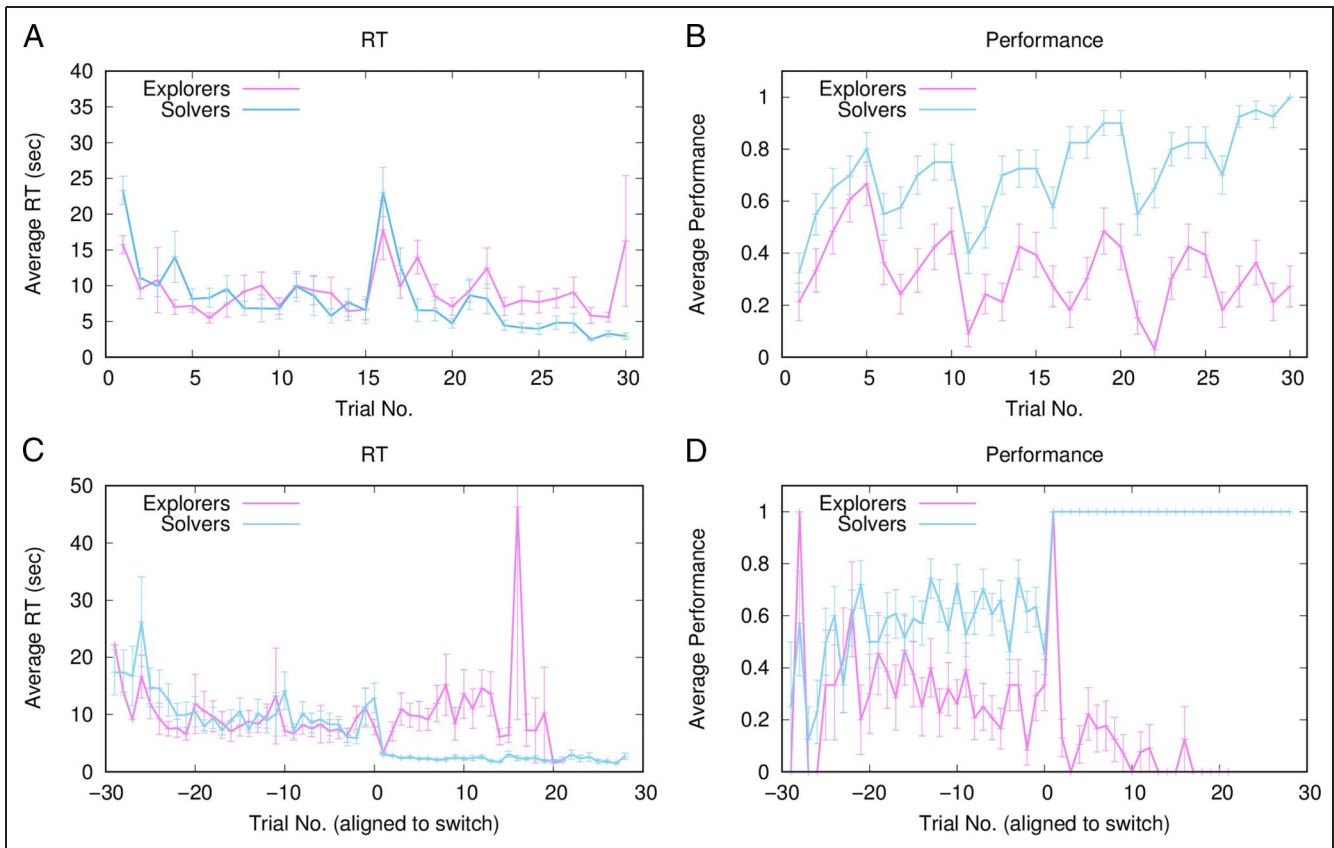 A
RT
Explorers
Solvers
Average RT (sec)
40
35
30
25
20
15
10
5
0
0 5 10 15 20 25 30
Trial No.
B
Performance
Explorers
Solvers
Average Performance
1
0.8
0.6
0.4
0.2
0
0 5 10 15 20 25 30
Trial No.
C
RT
Explorers
Solvers
Average RT (sec)
50
40
30
20
10
0
−30 −20 −10 0 10 20 30
Trial No. (aligned to switch)
D
Performance
Explorers
Solvers
Average Performance
1
0.8
0.6
0.4
0.2
0
−30 −20 −10 0 10 20 30
Trial No. (aligned to switch)